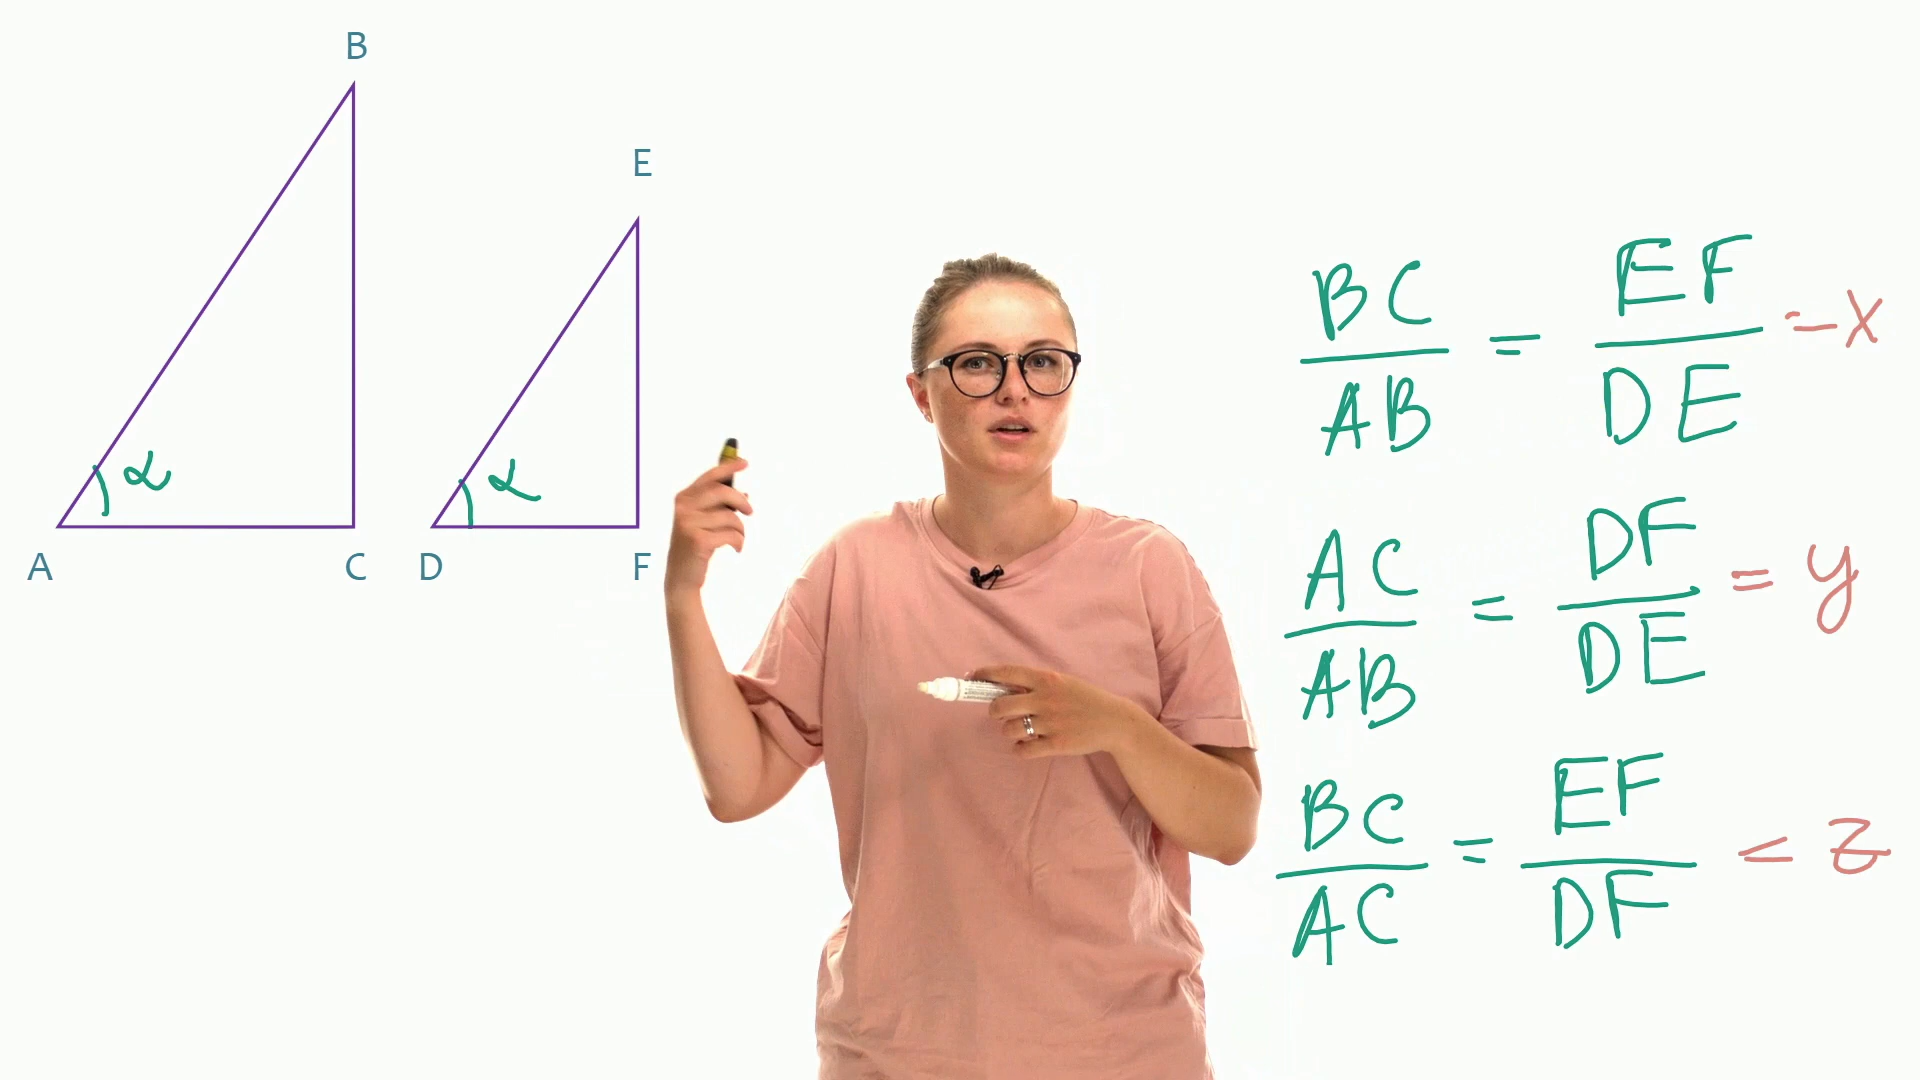 B
E
A C D F
α α
BC/AB = EF/DE = x
AC/AB = DF/DE = y
BC/AC = EF/DF = z